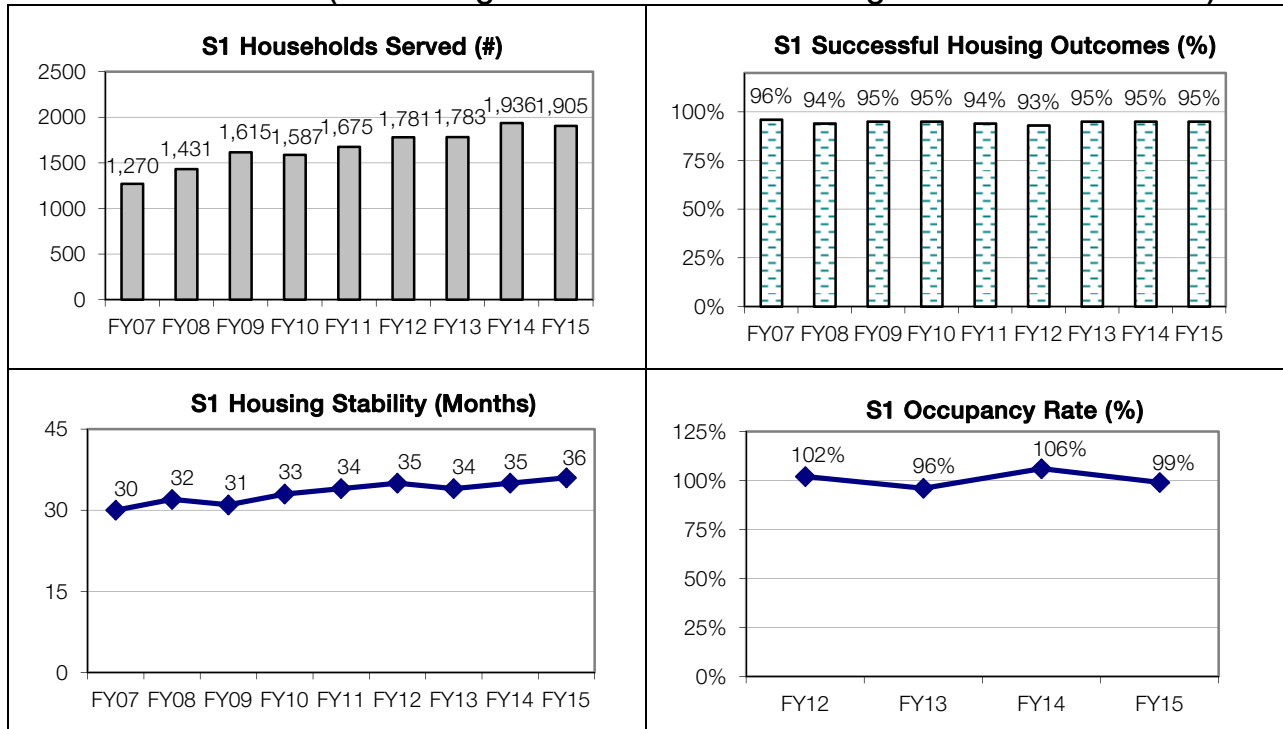 S1 Households Served (#)
2500
2000
1500
1000
500
0
1,270
1,431
1,615
1,587
1,675
1,781
1,783
1,936
1,905
FY07 FY08 FY09 FY10 FY11 FY12 FY13 FY14 FY15
S1 Successful Housing Outcomes (%)
100%
75%
50%
25%
0%
96% 94% 95% 95% 94% 93% 95% 95% 95%
FY07 FY08 FY09 FY10 FY11 FY12 FY13 FY14 FY15
S1 Housing Stability (Months)
45
30
15
0
30 32 31 33 34 35 34 35 36
FY07 FY08 FY09 FY10 FY11 FY12 FY13 FY14 FY15
S1 Occupancy Rate (%)
125%
100%
75%
50%
25%
0%
102% 96% 106% 99%
FY12 FY13 FY14 FY15